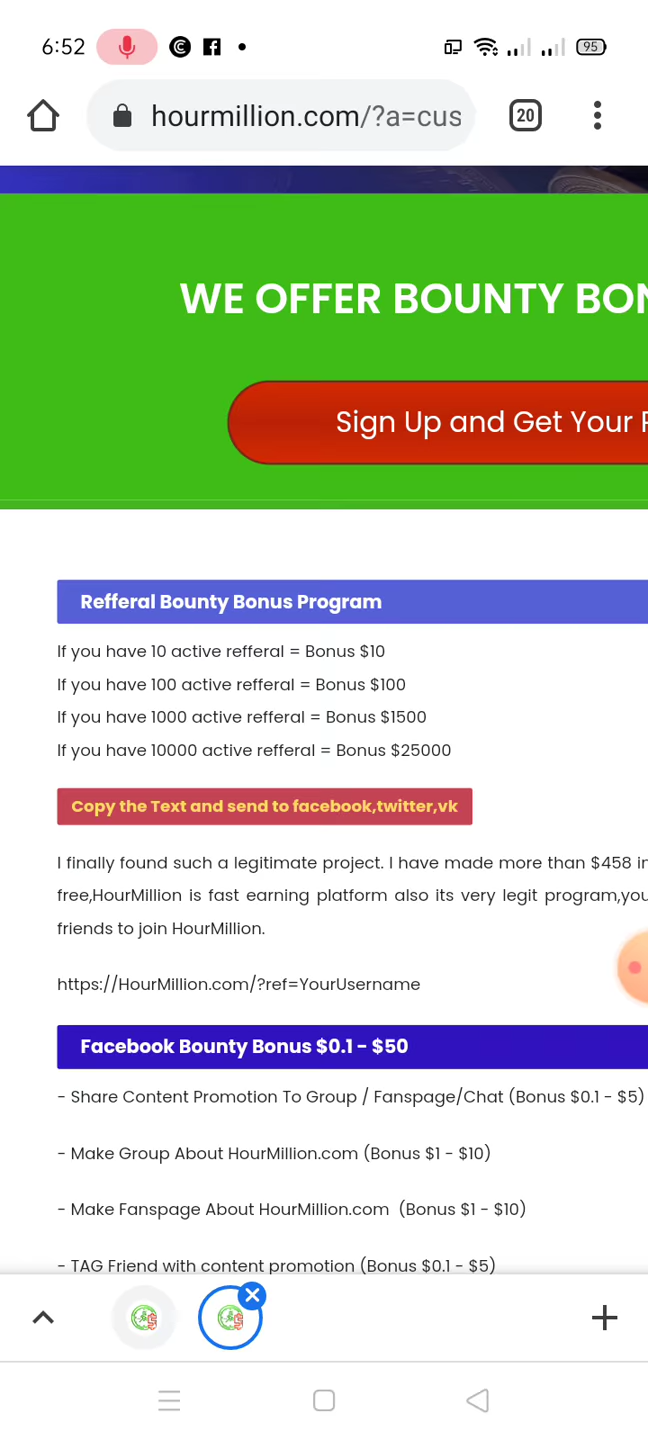 6:52
95
hourmillion.com/?a=cus
20
WE OFFER BOUNTY BON
Sign Up and Get Your
Refferal Bounty Bonus Program
If you have 10 active refferal = Bonus $10
If you have 100 active refferal = Bonus $100
If you have 1000 active refferal = Bonus $1500
If you have 10000 active refferal = Bonus $25000
Copy the Text and send to facebook,twitter,vk
I finally found such a legitimate project. I have made more than $458 in
free,HourMillion is fast earning platform also its very legit program,you
friends to join HourMillion.
https://HourMillion.com/?ref=YourUsername
Facebook Bounty Bonus $0.1 - $50
- Share Content Promotion To Group / Fanspage/Chat (Bonus $0.1 - $5)
- Make Group About HourMillion.com (Bonus $1 - $10)
- Make Fanspage About HourMillion.com (Bonus $1 - $10)
- TAG Friend with content promotion (Bonus $0.1 - $5)